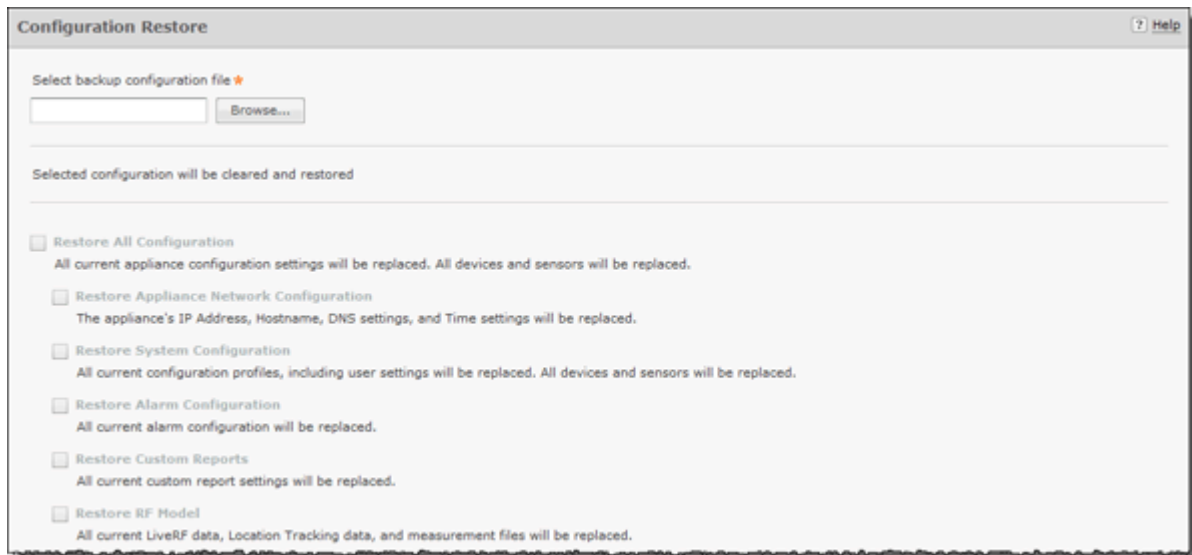 Configuration Restore
? Help
Select backup configuration file *
Browse...
Selected configuration will be cleared and restored
Restore All Configuration
All current appliance configuration settings will be replaced. All devices and sensors will be replaced.
Restore Appliance Network Configuration
The appliance's IP Address, Hostname, DNS settings, and Time settings will be replaced.
Restore System Configuration
All current configuration profiles, including user settings will be replaced. All devices and sensors will be replaced.
Restore Alarm Configuration
All current alarm configuration will be replaced.
Restore Custom Reports
All current custom report settings will be replaced.
Restore RF Model
All current LiveRF data, Location Tracking data, and measurement files will be replaced.